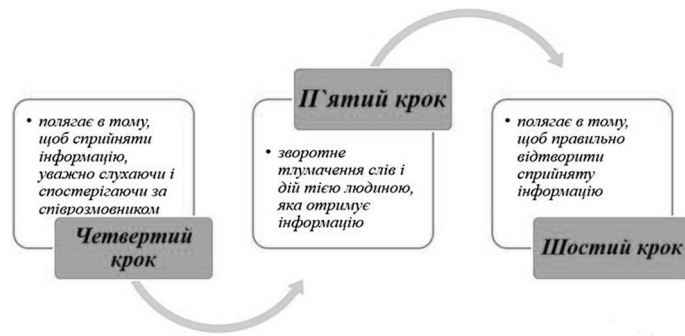 • полягає в тому,
щоб сприйняти
інформацію,
уважно слухаючи і
спостерігаючи за
співрозмовником
Четвертий
крок
П`ятий крок
• зворотне
тлумачення слів і
дій тією людиною,
яка отримує
інформацію
• полягає в тому,
щоб правильно
відтворити
сприйняту
інформацію
Шостий крок